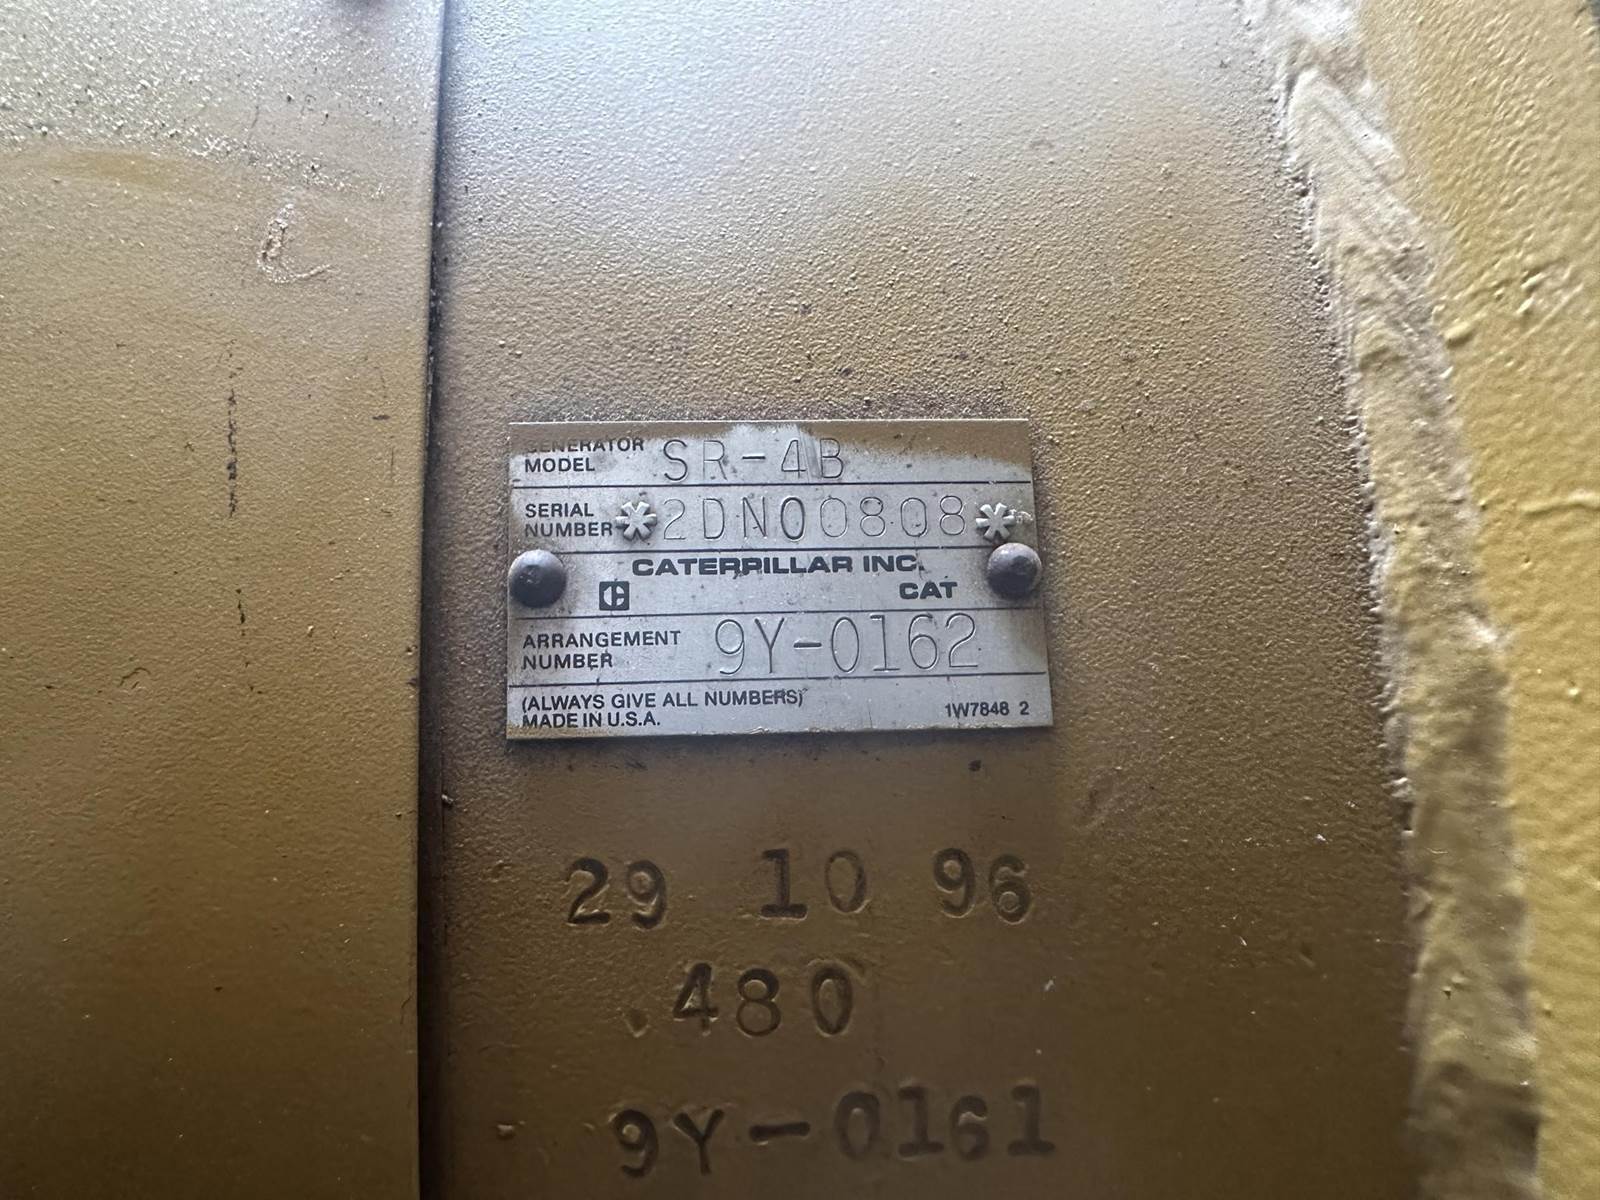 GENERATOR
MODEL SR-4B
SERIAL
NUMBER *2DN00808*
CATERPILLAR INC.
C CAT
ARRANGEMENT
NUMBER 9Y-0162
(ALWAYS GIVE ALL NUMBERS)
MADE IN U.S.A. 1W7848 2
29 10 96
.480
9Y-0161